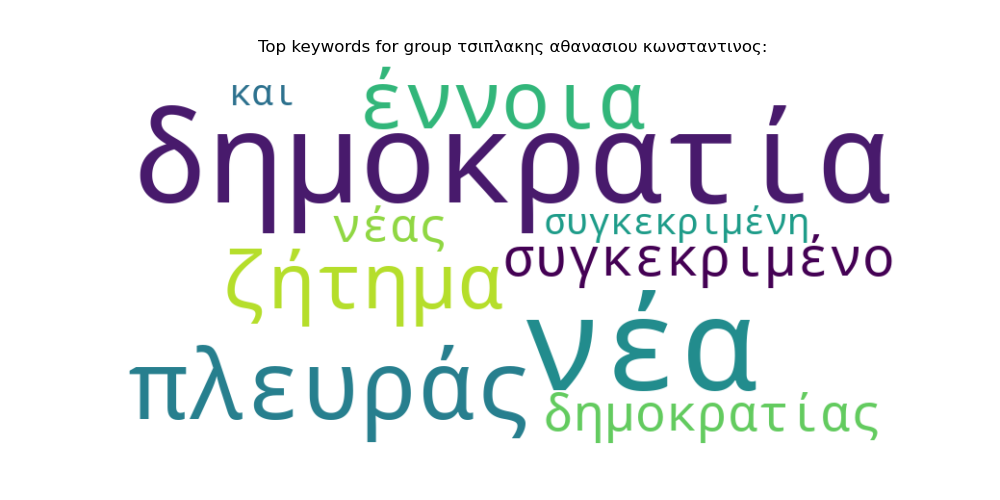 Top keywords for group τσιπλακης αθανασιου κωνσταντινος:
και
έννοια
δημοκρατία
νέας
συγκεκριμένη
ζήτημα
συγκεκριμένο
νέα
πλευράς
δημοκρατίας